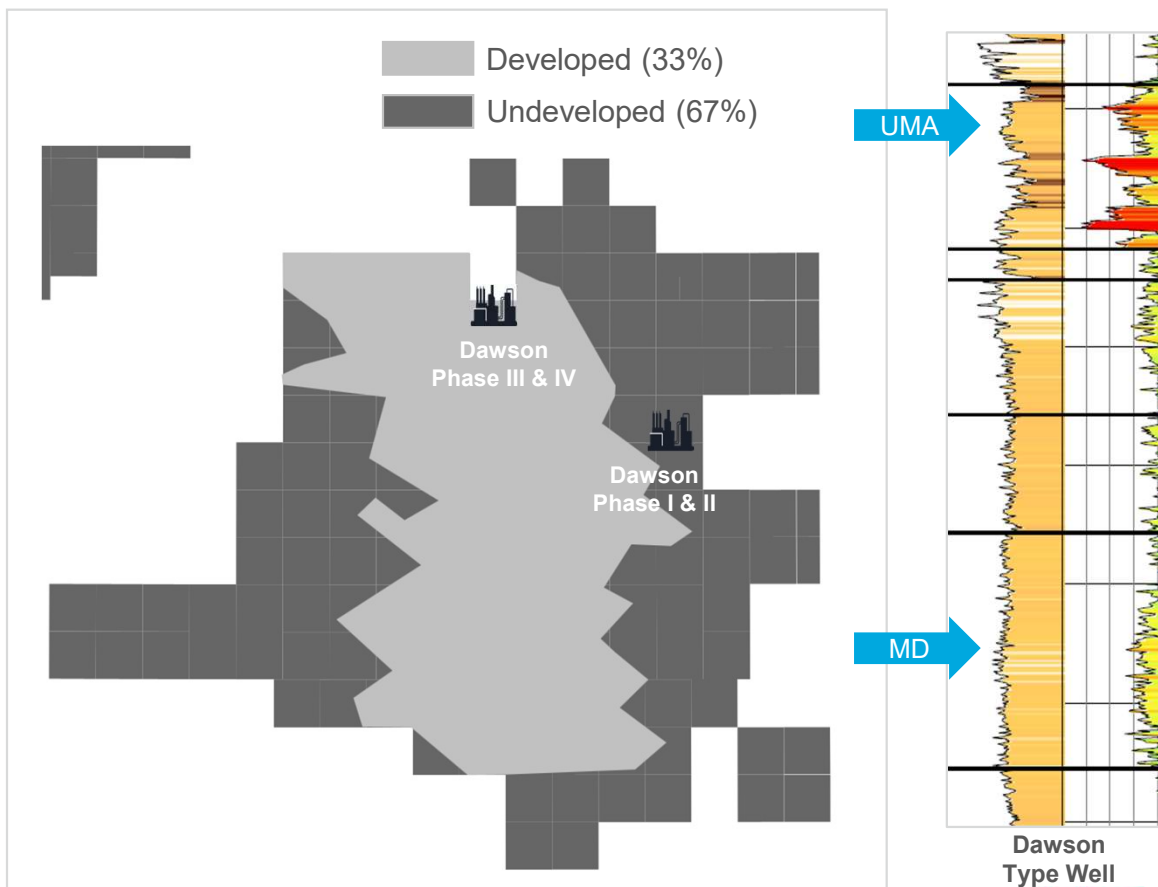 Developed (33%)
Undeveloped (67%)
UMA
Dawson
Phase III & IV
Dawson
Phase I & II
MD
Dawson
Type Well